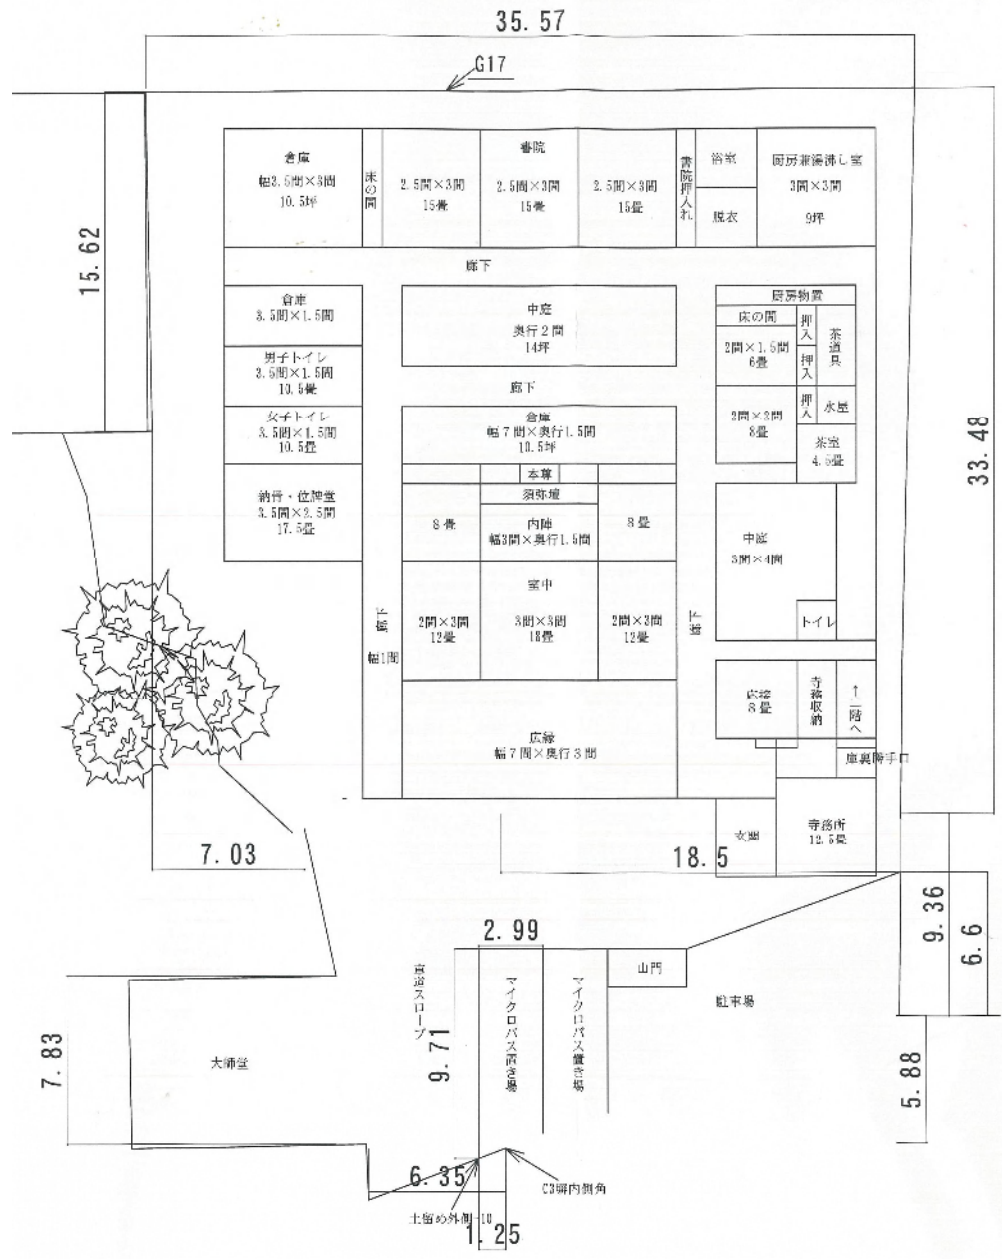 35.57
G17
倉庫
幅3.5間×3間
10.5坪
床の間
2.5間×3間
15畳
書院
2.5間×3間
15畳
2.5間×3間
15畳
書院押入れ
浴室
脱衣
厨房兼湯沸し室
3間×3間
9坪
15.62
廊下
倉庫
3.5間×1.5間
男子トイレ
3.5間×1.5間
10.5畳
女子トイレ
3.5間×1.5間
10.5畳
納骨・位牌堂
3.5間×2.5間
17.5畳
中庭
奥行2間
14坪
廊下
倉庫
幅7間×奥行1.5間
10.5坪
本尊
須弥壇
8畳
内陣
幅3間×奥行1.5間
8畳
厨房物置
床の間
2間×1.5間
6畳
押入
押入
茶道具
2間×2間
8畳
押入
水屋
茶室
4.5畳
33.48
中庭
3間×4間
トイレ
廊下
幅1間
2間×3間
12畳
室中
3間×3間
18畳
2間×3間
12畳
廊下
応接
8畳
寺務収納
↑二階へ
庫裏勝手口
広縁
幅7間×奥行3間
玄関
寺務所
12.5畳
7.03
18.5
9.36
6.6
2.99
車道スロープ
9.71
マイクロバス置き場
マイクロバス置き場
山門
駐車場
7.83
大師堂
5.88
6.35
C3塀内側角
土留め外側-10
1.25